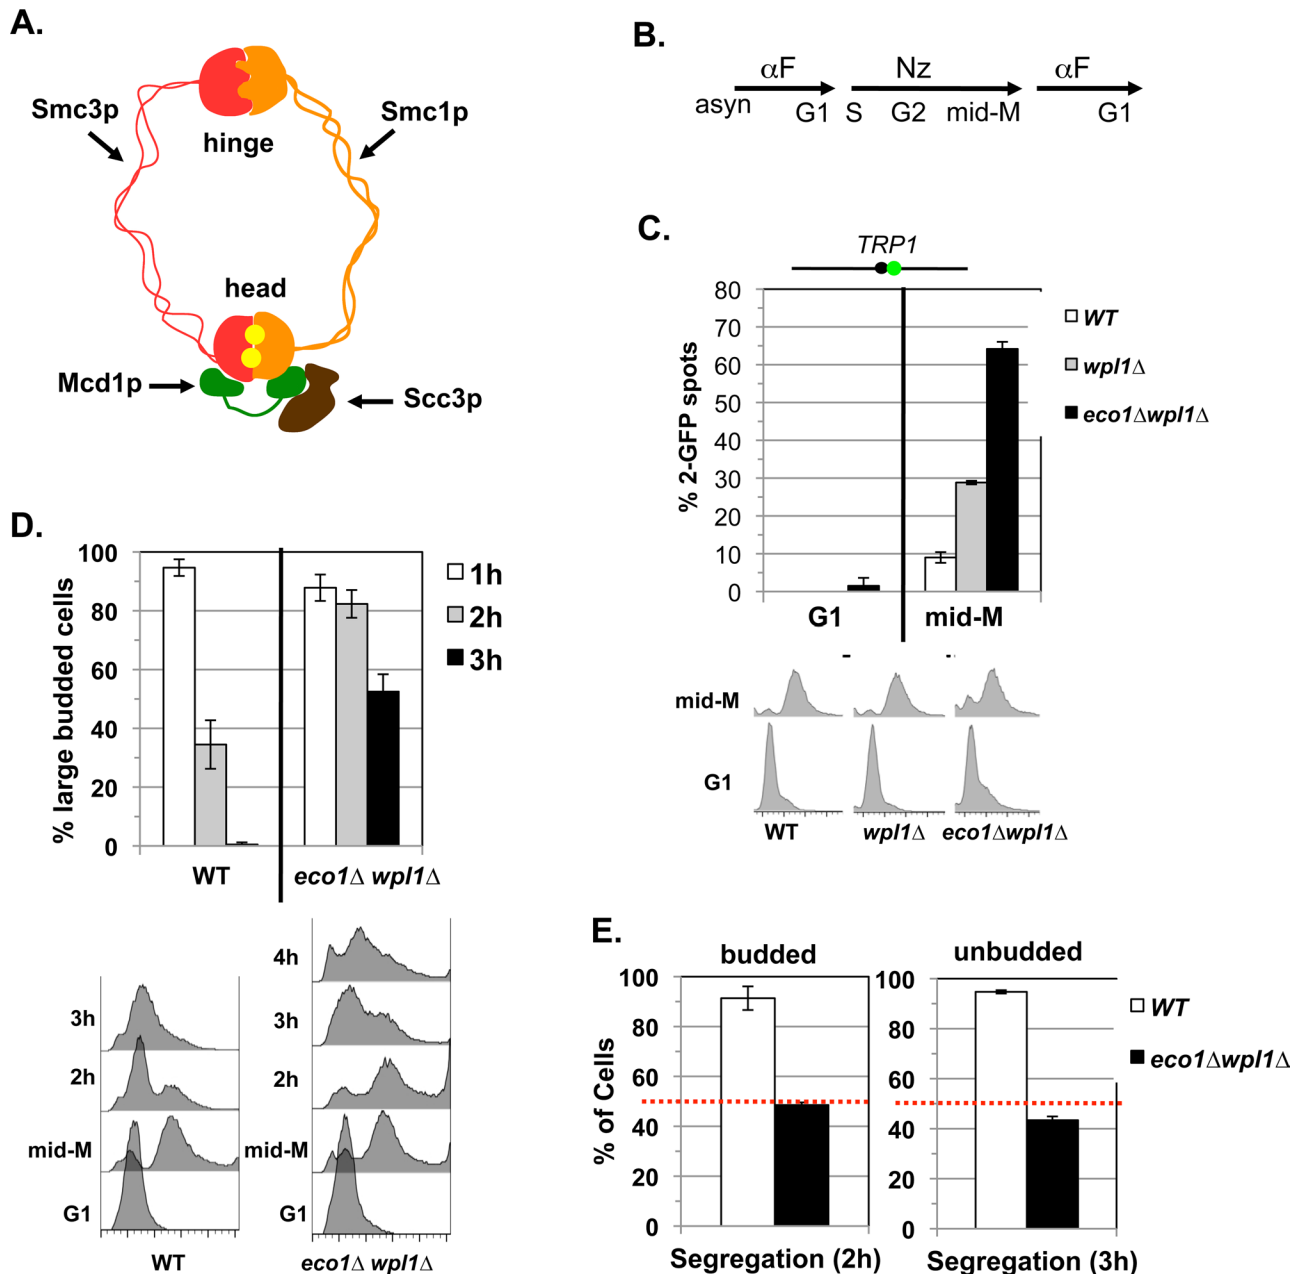 A.
Smc3p
Smc1p
hinge
head
Mcd1p
Scc3p
B.
αF
Nz
αF
asyn
G1
S
G2
mid-M
G1
C.
TRP1
% 2-GFP spots
80
70
60
50
40
30
20
10
0
G1
mid-M
WT
wpl1Δ
eco1Δwpl1Δ
mid-M
G1
WT
wpl1Δ
eco1Δwpl1Δ
D.
% large budded cells
100
80
60
40
20
0
1h
2h
3h
WT
eco1Δ wpl1Δ
3h
2h
mid-M
G1
WT
4h
3h
2h
mid-M
G1
eco1Δ wpl1Δ
E.
budded
% of Cells
100
80
60
40
20
0
Segregation (2h)
unbudded
100
80
60
40
20
0
Segregation (3h)
WT
eco1Δwpl1Δ